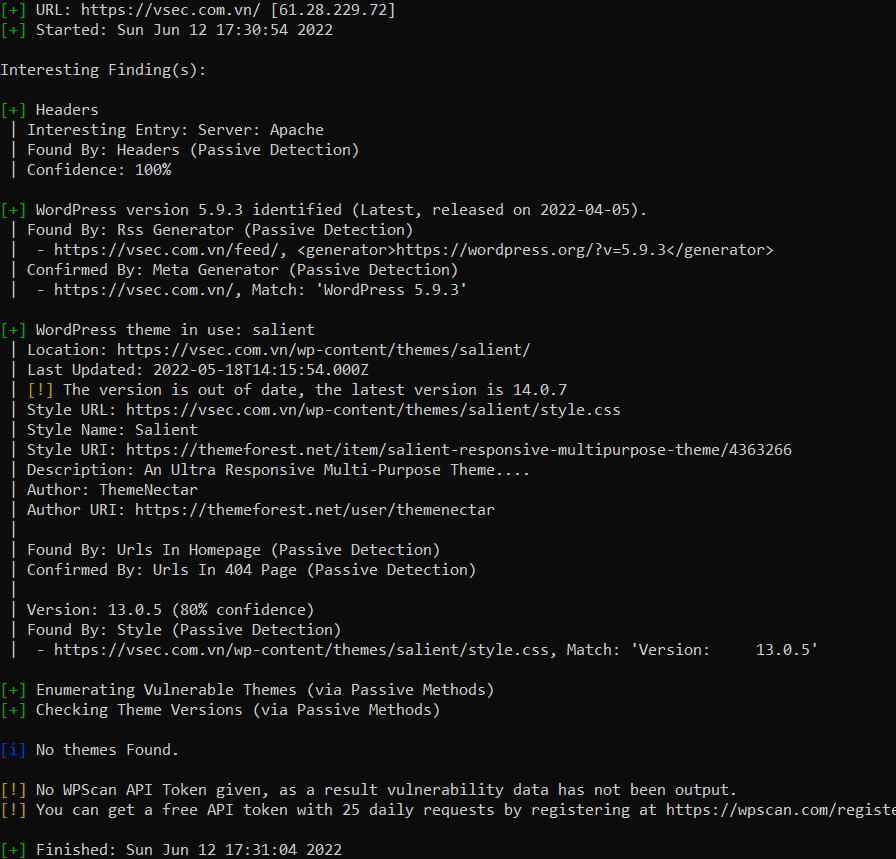 [+] URL: https://vsec.com.vn/ [61.28.229.72]
[+] Started: Sun Jun 12 17:30:54 2022
Interesting Finding(s):
[+] Headers
| Interesting Entry: Server: Apache
| Found By: Headers (Passive Detection)
| Confidence: 100%
[+] WordPress version 5.9.3 identified (Latest, released on 2022-04-05).
| Found By: Rss Generator (Passive Detection)
|  - https://vsec.com.vn/feed/, <generator>https://wordpress.org/?v=5.9.3</generator>
| Confirmed By: Meta Generator (Passive Detection)
|  - https://vsec.com.vn/, Match: 'WordPress 5.9.3'
[+] WordPress theme in use: salient
| Location: https://vsec.com.vn/wp-content/themes/salient/
| Last Updated: 2022-05-18T14:15:54.000Z
| [!] The version is out of date, the latest version is 14.0.7
| Style URL: https://vsec.com.vn/wp-content/themes/salient/style.css
| Style Name: Salient
| Style URI: https://themeforest.net/item/salient-responsive-multipurpose-theme/4363266
| Description: An Ultra Responsive Multi-Purpose Theme....
| Author: ThemeNectar
| Author URI: https://themeforest.net/user/themenectar
|
| Found By: Urls In Homepage (Passive Detection)
| Confirmed By: Urls In 404 Page (Passive Detection)
|
| Version: 13.0.5 (80% confidence)
| Found By: Style (Passive Detection)
|  - https://vsec.com.vn/wp-content/themes/salient/style.css, Match: 'Version:     13.0.5'
[+] Enumerating Vulnerable Themes (via Passive Methods)
[+] Checking Theme Versions (via Passive Methods)
[i] No themes Found.
[!] No WPScan API Token given, as a result vulnerability data has not been output.
[!] You can get a free API token with 25 daily requests by registering at https://wpscan.com/registe
[+] Finished: Sun Jun 12 17:31:04 2022